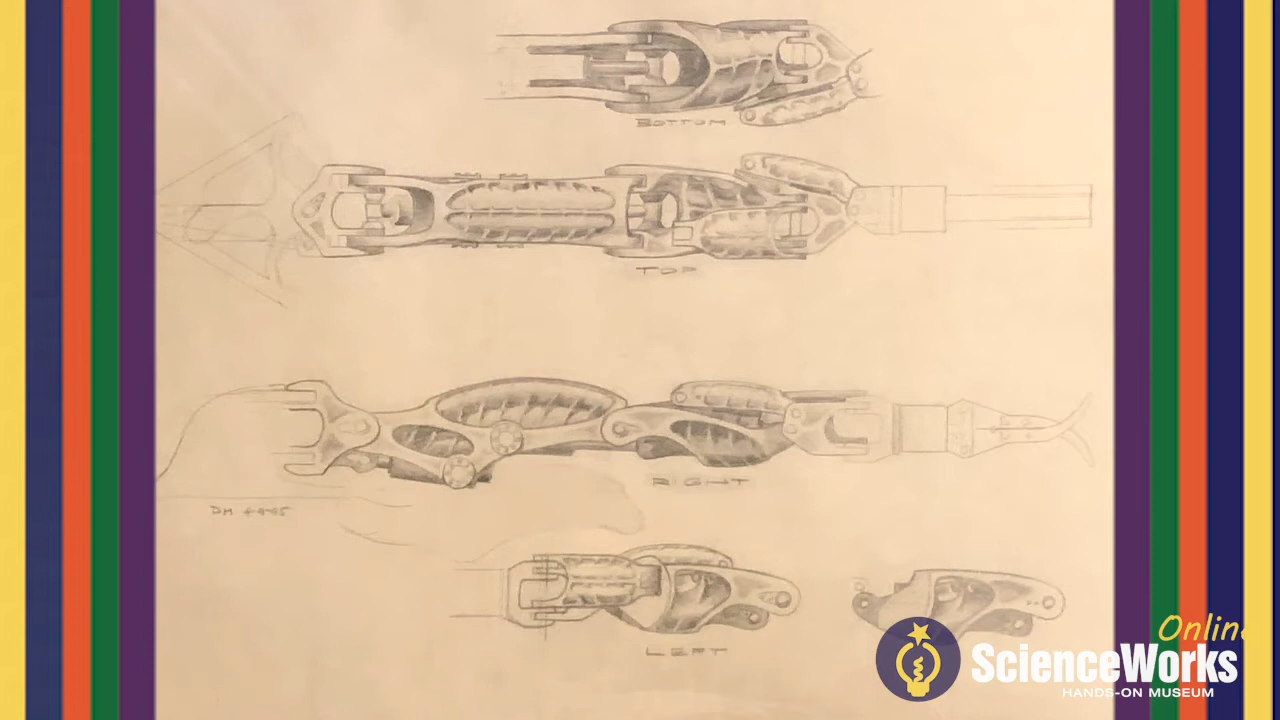 BOTTOM
TOP
RIGHT
LEFT
Online
ScienceWorks
HANDS-ON MUSEUM